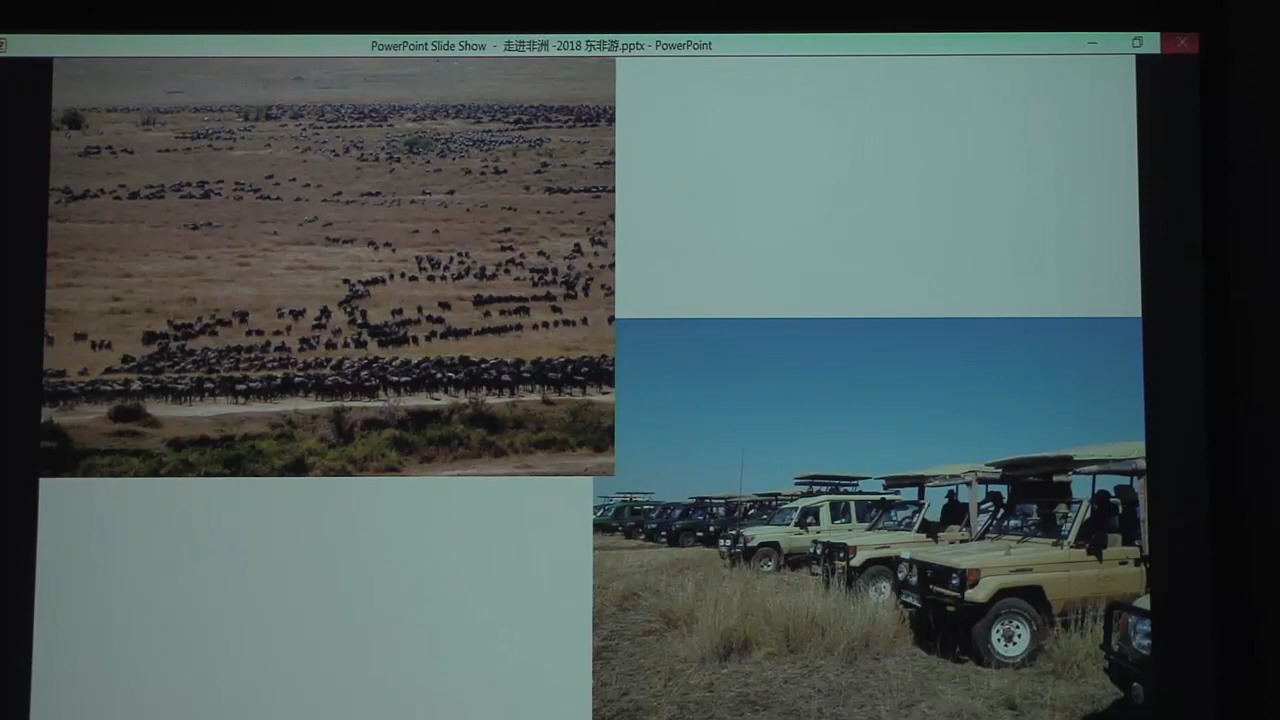 PowerPoint Slide Show - 走进非洲 -2018 东非游.pptx - PowerPoint